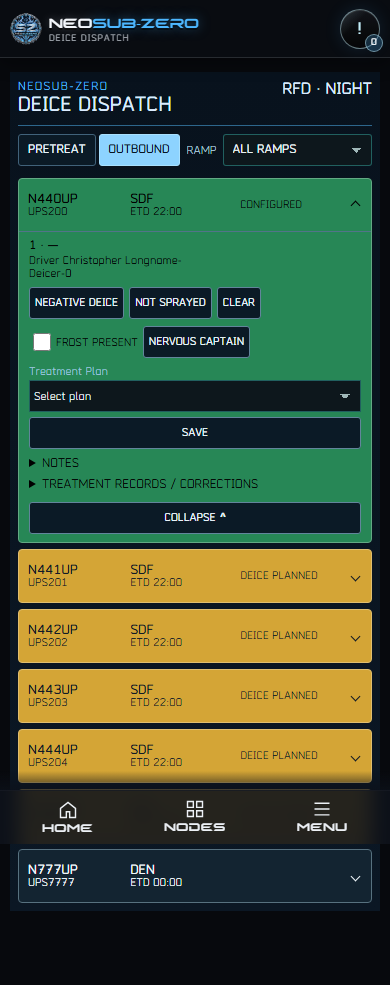 NEOSUB-ZERO
DEICE DISPATCH
!
0
NEOSUB-ZERO
DEICE DISPATCH
RFD · NIGHT
PRETREAT
OUTBOUND
RAMP
ALL RAMPS
N440UP
UPS200
SDF
ETD 22:00
CONFIGURED
1 · —
Driver Christopher Longname-
Deicer-D
NEGATIVE DEICE
NOT SPRAYED
CLEAR
FROST PRESENT
NERVOUS CAPTAIN
Treatment Plan
Select plan
SAVE
NOTES
TREATMENT RECORDS / CORRECTIONS
COLLAPSE ^
N441UP
UPS201
SDF
ETD 22:00
DEICE PLANNED
N442UP
UPS202
SDF
ETD 22:00
DEICE PLANNED
N443UP
UPS203
SDF
ETD 22:00
DEICE PLANNED
N444UP
UPS204
SDF
ETD 22:00
DEICE PLANNED
HOME
NODES
MENU
N777UP
UPS7777
DEN
ETD 00:00